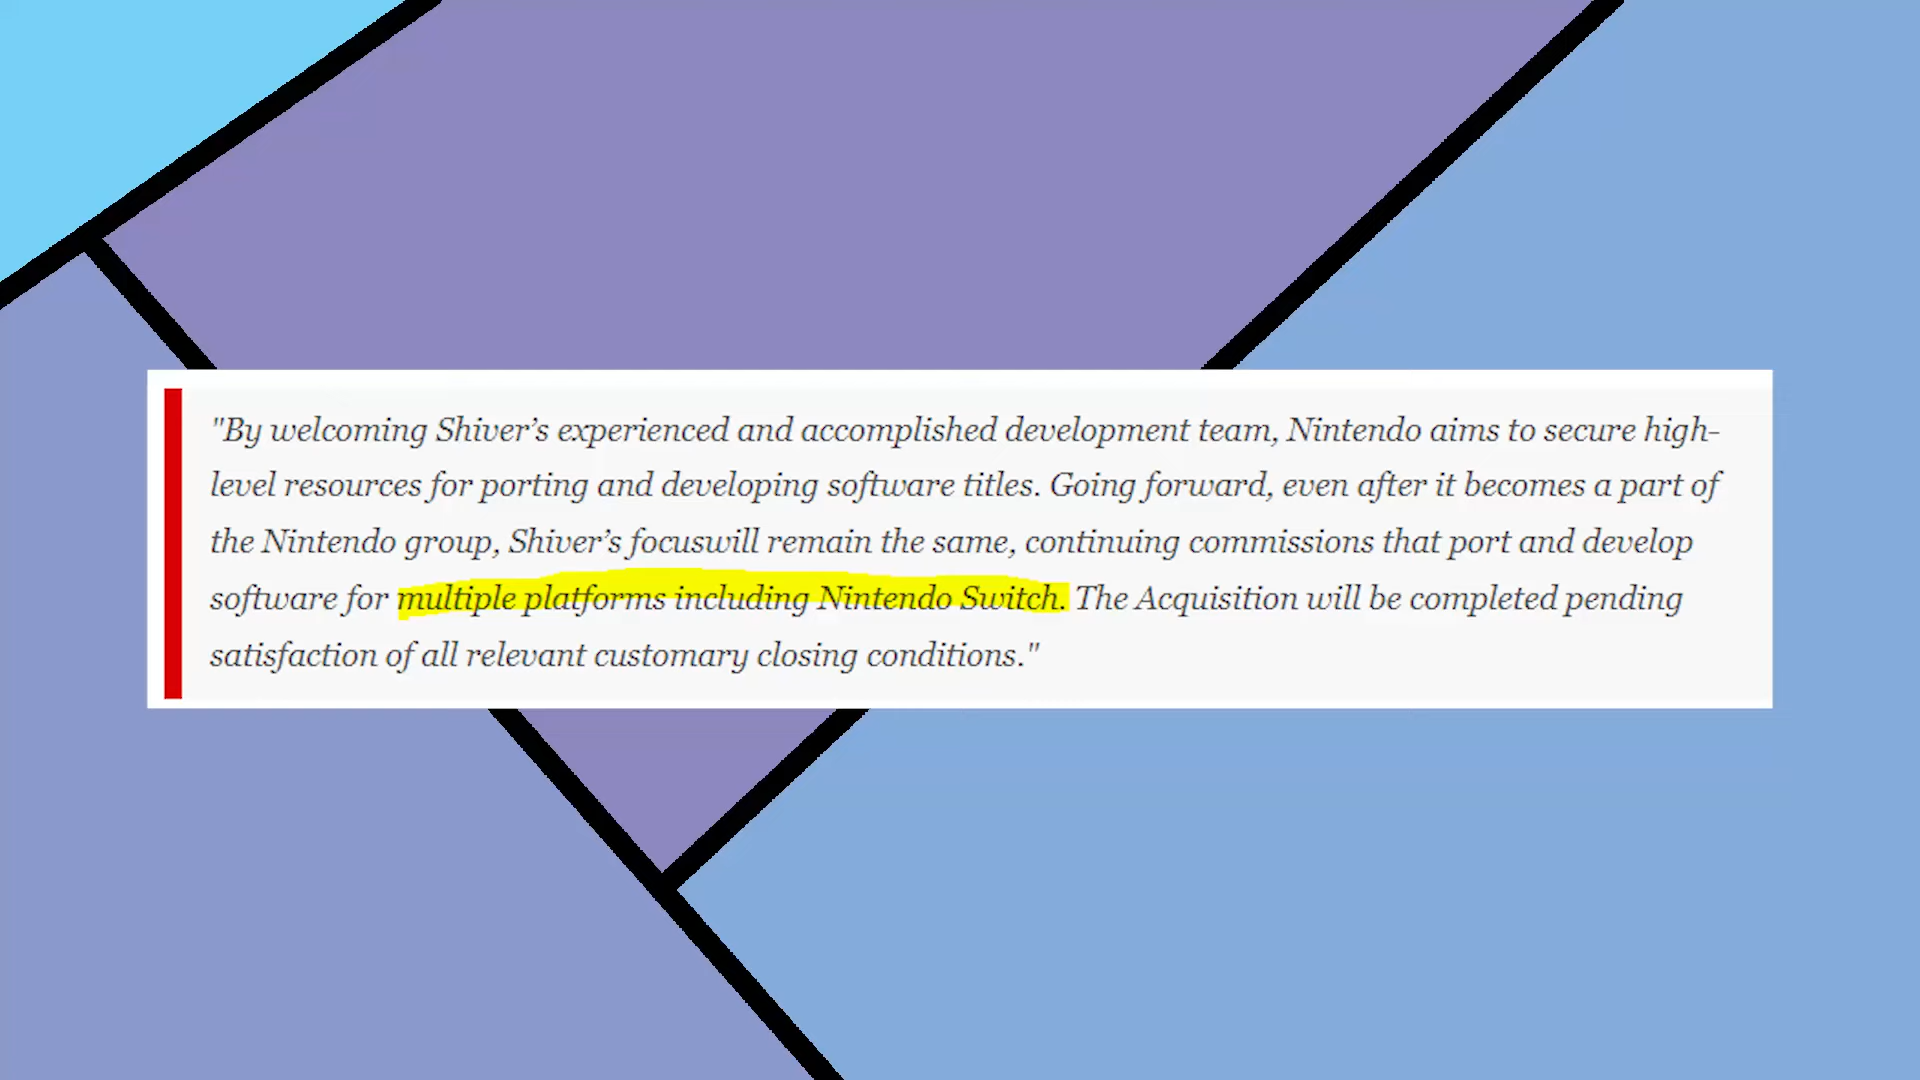 "By welcoming Shiver’s experienced and accomplished development team, Nintendo aims to secure high-
level resources for porting and developing software titles. Going forward, even after it becomes a part of
the Nintendo group, Shiver’s focuswill remain the same, continuing commissions that port and develop
software for multiple platforms including Nintendo Switch. The Acquisition will be completed pending
satisfaction of all relevant customary closing conditions."